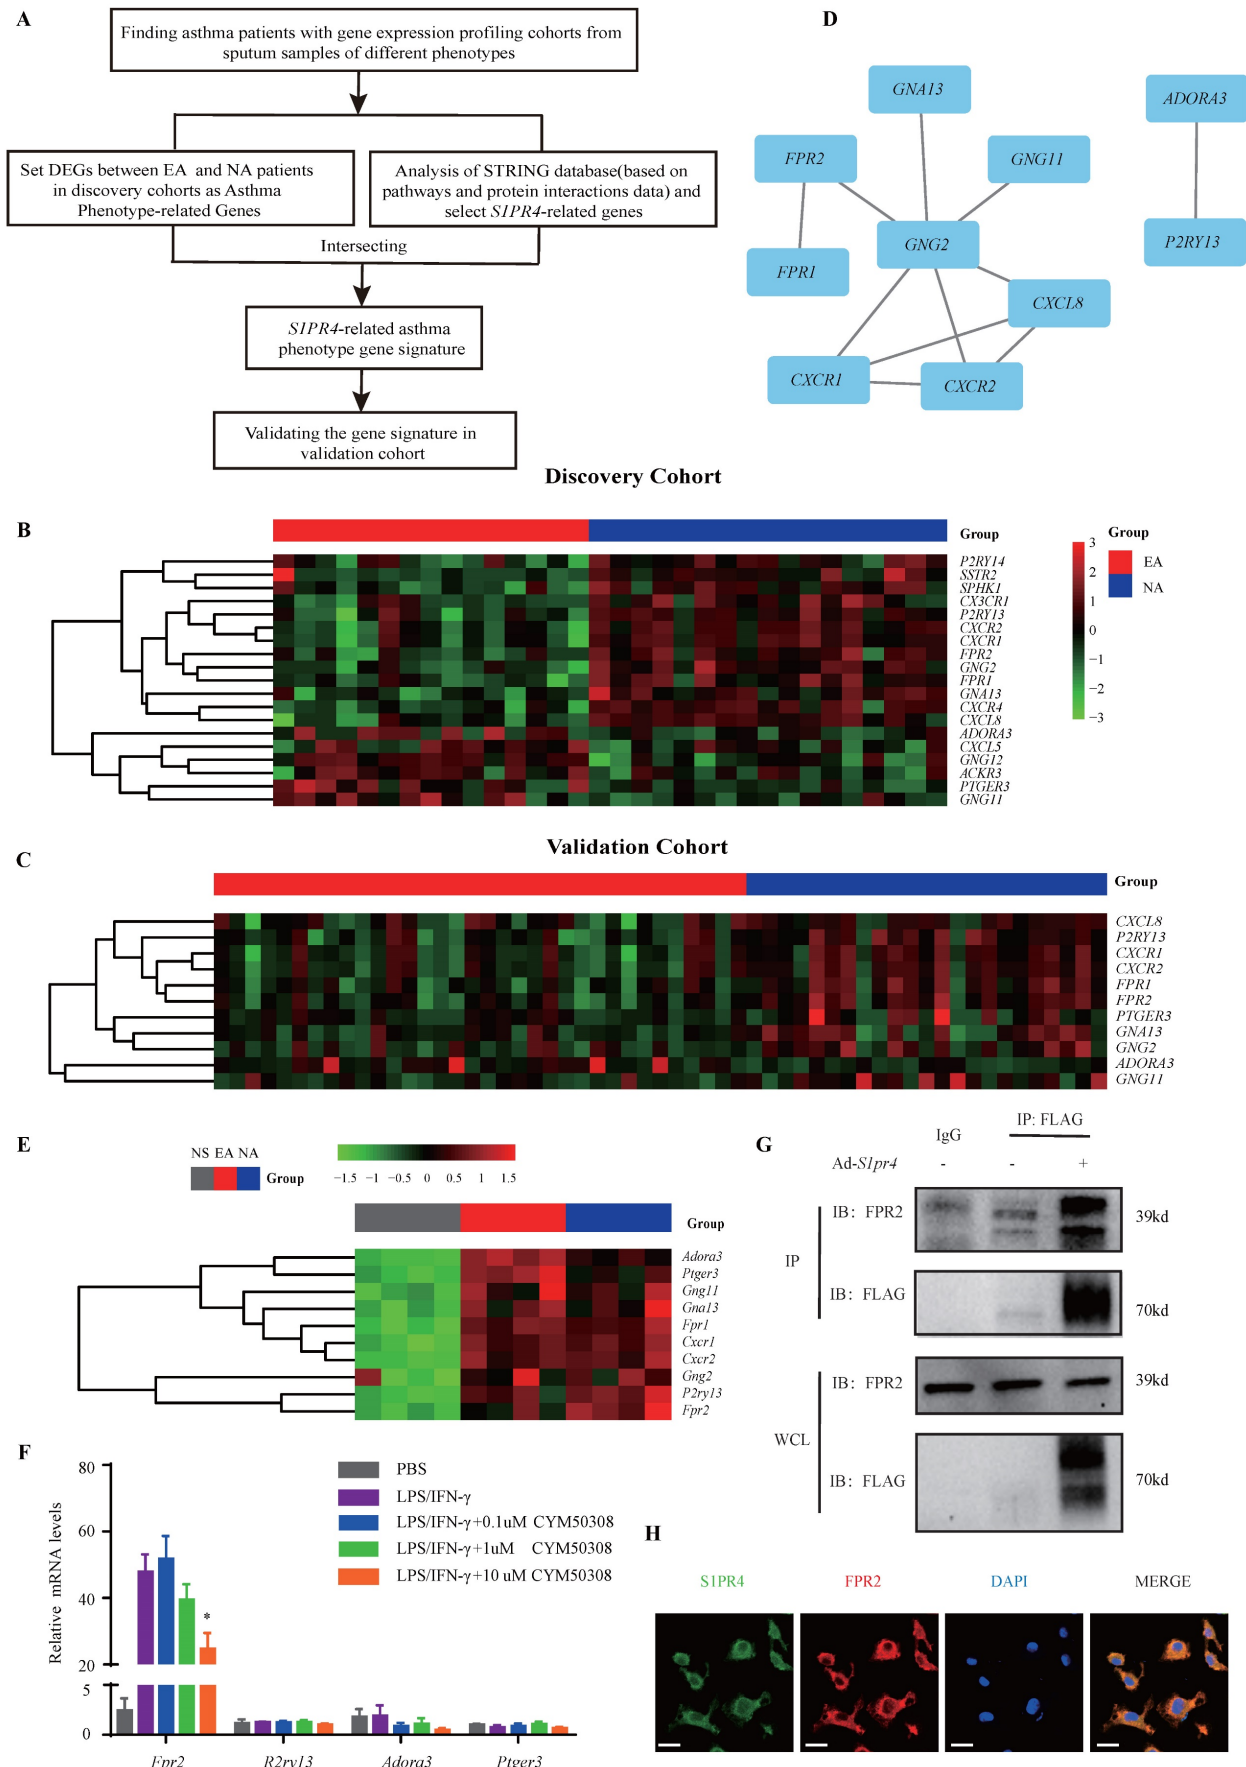 A
Finding asthma patients with gene expression profiling cohorts from
sputum samples of different phenotypes
Set DEGs between EA and NA patients
in discovery cohorts as Asthma
Phenotype-related Genes
Analysis of STRING database(based on
pathways and protein interactions data) and
select S1PR4-related genes
Intersecting
S1PR4-related asthma
phenotype gene signature
Validating the gene signature in
validation cohort
D
GNA13
ADORA3
FPR2
GNG11
GNG2
P2RY13
FPR1
CXCL8
CXCR1
CXCR2
Discovery Cohort
B
Group
P2RY14
SSTR2
SPHK1
CX3CR1
P2RY13
CXCR2
CXCR1
FPR2
GNG2
FPR1
GNA13
CXCR4
CXCL8
ADORA3
CXCL5
GNG12
ACKR3
PTGER3
GNG11
3
2
1
0
−1
−2
−3
Group
EA
NA
Validation Cohort
C
Group
CXCL8
P2RY13
CXCR1
CXCR2
FPR1
FPR2
PTGER3
GNA13
GNG2
ADORA3
GNG11
E
NS EA NA
Group
−1.5 −1 −0.5 0 0.5 1 1.5
Group
Adora3
Ptger3
Gng11
Gna13
Fpr1
Cxcr1
Cxcr2
Gng2
P2ry13
Fpr2
F
Relative mRNA levels
80
60
40
20
5
0
*
PBS
LPS/IFN-γ
LPS/IFN-γ+0.1uM CYM50308
LPS/IFN-γ+1uM CYM50308
LPS/IFN-γ+10 uM CYM50308
Fpr2 R2ry13 Adora3 Ptger3
G
IgG
IP: FLAG
Ad-S1pr4 - - +
IP
IB: FPR2 39kd
IB: FLAG 70kd
WCL
IB: FPR2 39kd
IB: FLAG 70kd
H
S1PR4 FPR2 DAPI MERGE